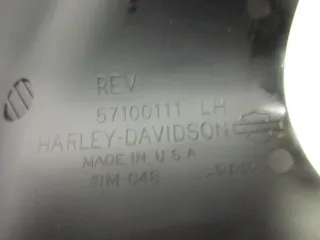 REV
57100111 LH
HARLEY-DAVIDSON
MADE IN U.S.A